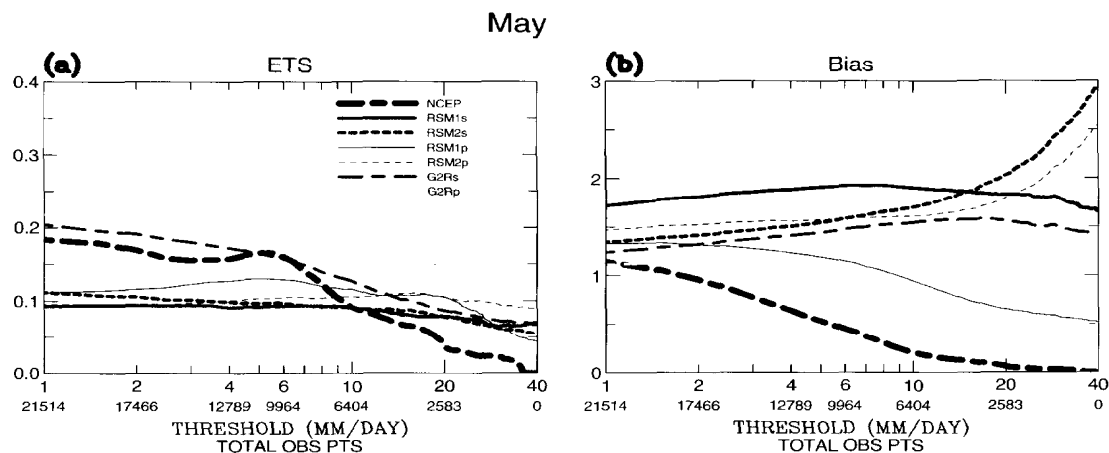 May
(a) ETS
0.4
0.3
0.2
0.1
0.0
NCEP
RSM1s
RSM2s
RSM1p
RSM2p
G2Rs
G2Rp
1 2 4 6 10 20 40
21514 17466 12789 9964 6404 2583 0
THRESHOLD (MM/DAY)
TOTAL OBS PTS
(b) Bias
3
2
1
0
1 2 4 6 10 20 40
21514 17466 12789 9964 6404 2583 0
THRESHOLD (MM/DAY)
TOTAL OBS PTS